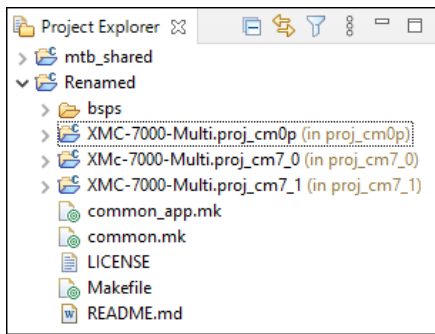 Project Explorer
mtb_shared
Renamed
bsps
XMC-7000-Multi.proj_cm0p (in proj_cm0p)
XMc-7000-Multi.proj_cm7_0 (in proj_cm7_0)
XMC-7000-Multi.proj_cm7_1 (in proj_cm7_1)
common_app.mk
common.mk
LICENSE
Makefile
README.md